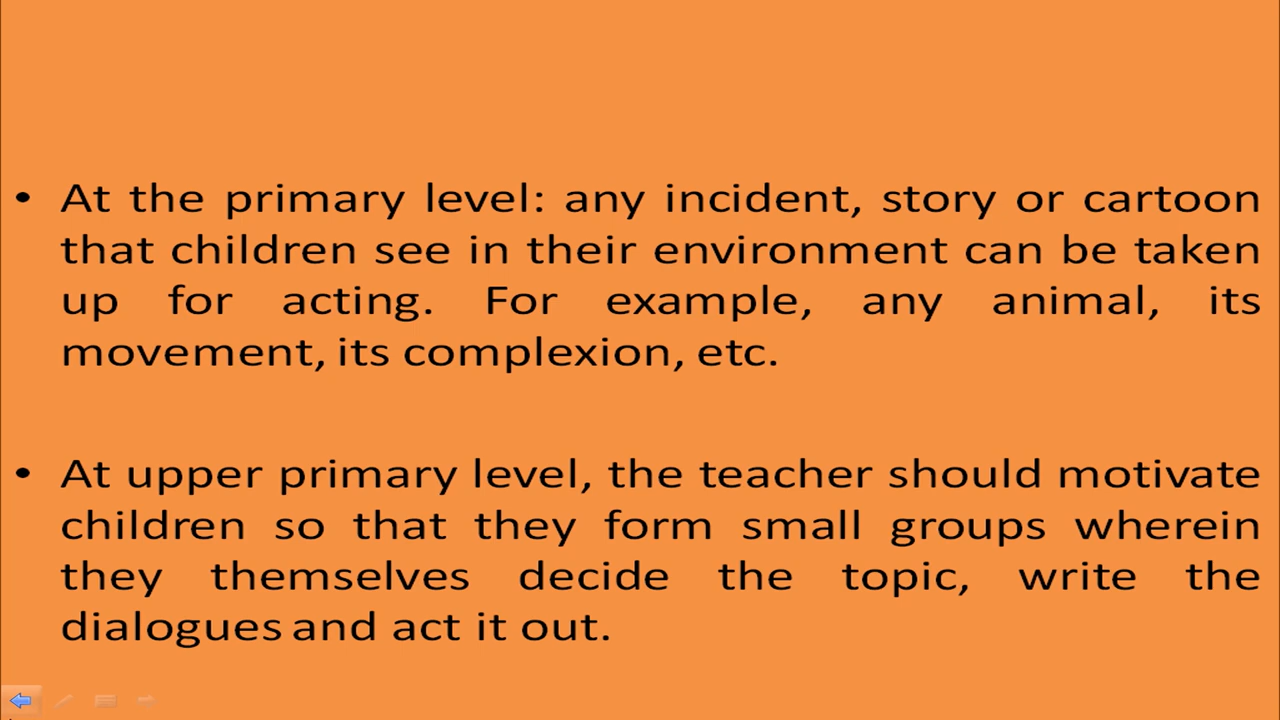 • At the primary level: any incident, story or cartoon
that children see in their environment can be taken
up for acting. For example, any animal, its
movement, its complexion, etc.
• At upper primary level, the teacher should motivate
children so that they form small groups wherein
they themselves decide the topic, write the
dialogues and act it out.